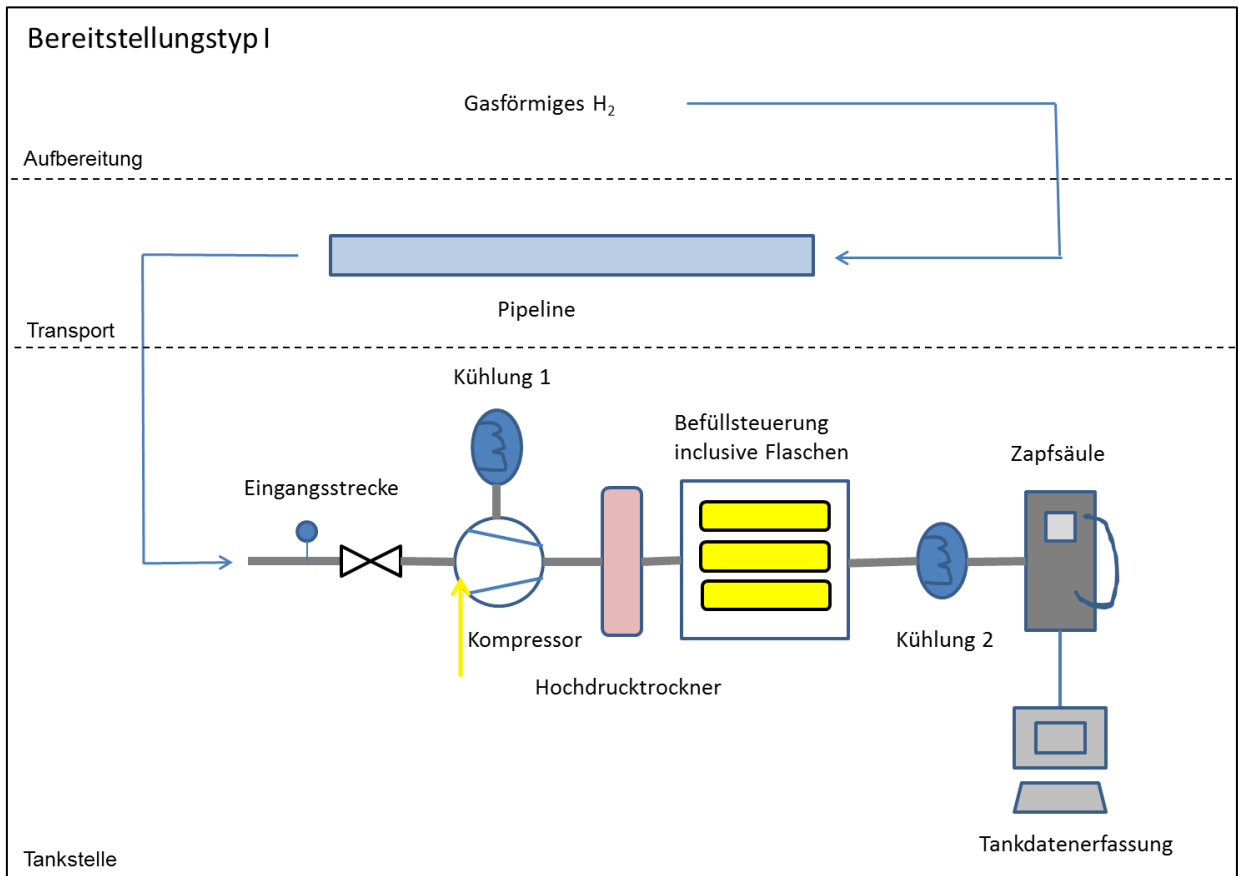 Bereitstellungstyp I
Gasförmiges H₂
Aufbereitung
Pipeline
Transport
Kühlung 1
Befüllsteuerung
inclusive Flaschen
Zapfsäule
Eingangsstrecke
Kompressor
Kühlung 2
Hochdrucktrockner
Tankdatenerfassung
Tankstelle